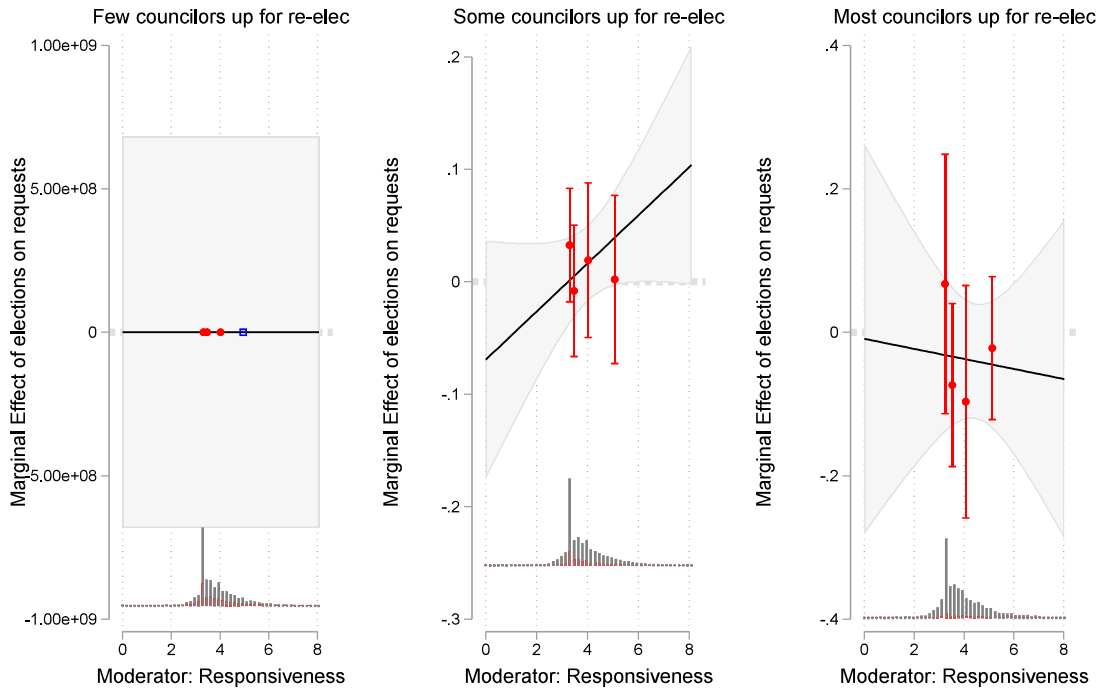 Few councilors up for re-elec
Marginal Effect of elections on requests
1.00e+09
5.00e+08
0
-5.00e+08
-1.00e+09
0 2 4 6 8
Moderator: Responsiveness
Some councilors up for re-elec
Marginal Effect of elections on requests
.2
.1
0
-.1
-.2
-.3
0 2 4 6 8
Moderator: Responsiveness
Most councilors up for re-elec
Marginal Effect of elections on requests
.4
.2
0
-.2
-.4
0 2 4 6 8
Moderator: Responsiveness